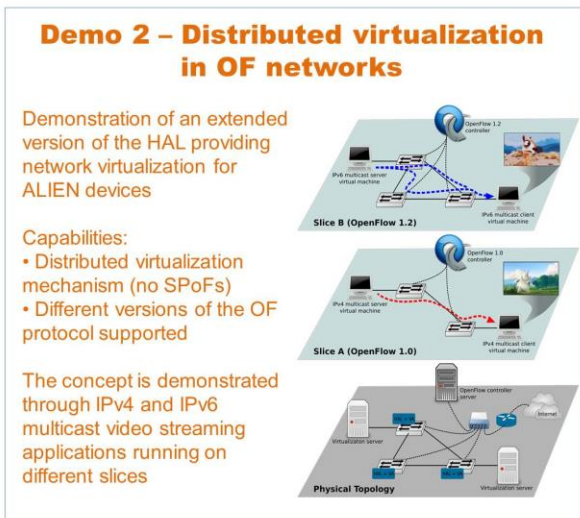 Demo 2 – Distributed virtualization
in OF networks
Demonstration of an extended
version of the HAL providing
network virtualization for
ALIEN devices
Capabilities:
• Distributed virtualization
mechanism (no SPoFs)
• Different versions of the OF
protocol supported
The concept is demonstrated
through IPv4 and IPv6
multicast video streaming
applications running on
different slices
OpenFlow 1.2
controller
IPv6 multicast server
virtual machine
IPv6 multicast client
virtual machine
Slice B (OpenFlow 1.2)
OpenFlow 1.0
controller
IPv4 multicast server
virtual machine
IPv4 multicast client
virtual machine
Slice A (OpenFlow 1.0)
OpenFlow controller
server
Internet
Virtualization server
Virtualization server
Physical Topology